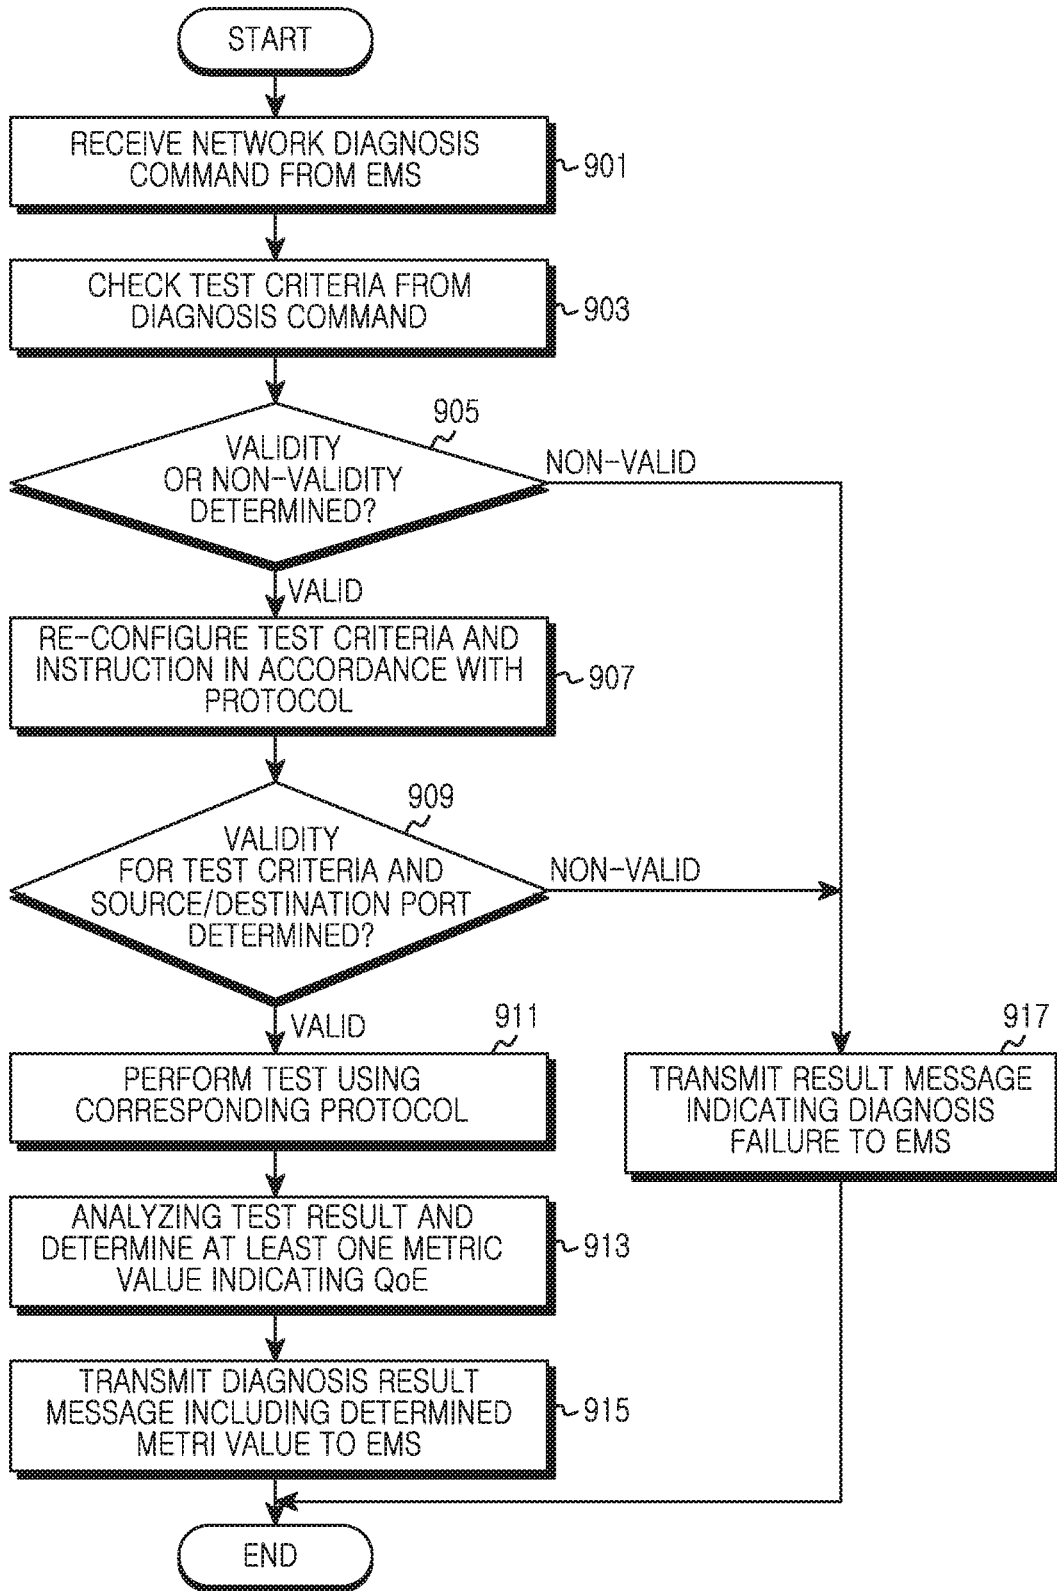 START
RECEIVE NETWORK DIAGNOSIS
COMMAND FROM EMS
901
CHECK TEST CRITERIA FROM
DIAGNOSIS COMMAND
903
905
VALIDITY
OR NON-VALIDITY
DETERMINED?
NON-VALID
VALID
RE-CONFIGURE TEST CRITERIA AND
INSTRUCTION IN ACCORDANCE WITH
PROTOCOL
907
909
VALIDITY
FOR TEST CRITERIA AND
SOURCE/DESTINATION PORT
DETERMINED?
NON-VALID
VALID
911
PERFORM TEST USING
CORRESPONDING PROTOCOL
917
TRANSMIT RESULT MESSAGE
INDICATING DIAGNOSIS
FAILURE TO EMS
ANALYZING TEST RESULT AND
DETERMINE AT LEAST ONE METRIC
VALUE INDICATING QoE
913
TRANSMIT DIAGNOSIS RESULT
MESSAGE INCLUDING DETERMINED
METRI VALUE TO EMS
915
END